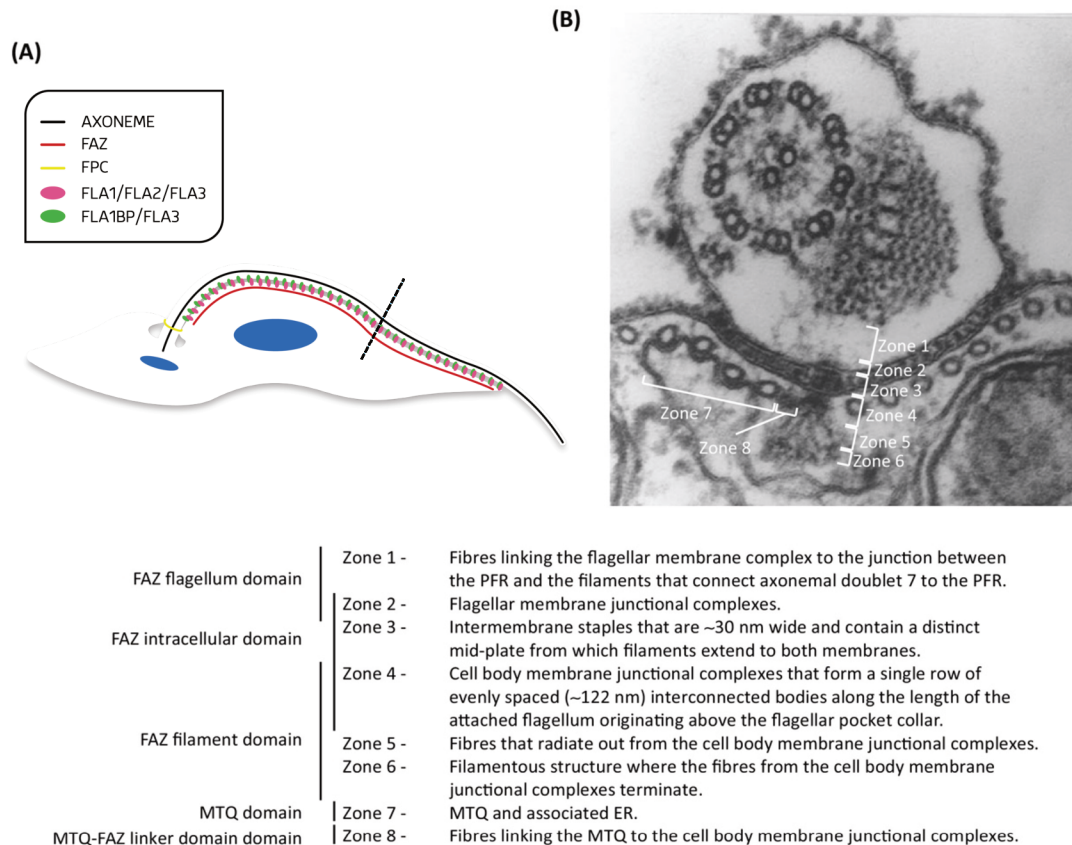 (A)
AXONEME
FAZ
FPC
FLA1/FLA2/FLA3
FLA1BP/FLA3
(B)
Zone 1
Zone 2
Zone 3
Zone 4
Zone 5
Zone 6
Zone 7
Zone 8
FAZ flagellum domain
Zone 1 - Fibres linking the flagellar membrane complex to the junction between
the PFR and the filaments that connect axonemal doublet 7 to the PFR.
Zone 2 - Flagellar membrane junctional complexes.
FAZ intracellular domain
Zone 3 - Intermembrane staples that are ~30 nm wide and contain a distinct
mid-plate from which filaments extend to both membranes.
Zone 4 - Cell body membrane junctional complexes that form a single row of
evenly spaced (~122 nm) interconnected bodies along the length of the
attached flagellum originating above the flagellar pocket collar.
FAZ filament domain
Zone 5 - Fibres that radiate out from the cell body membrane junctional complexes.
Zone 6 - Filamentous structure where the fibres from the cell body membrane
junctional complexes terminate.
MTQ domain
Zone 7 - MTQ and associated ER.
MTQ-FAZ linker domain domain
Zone 8 - Fibres linking the MTQ to the cell body membrane junctional complexes.